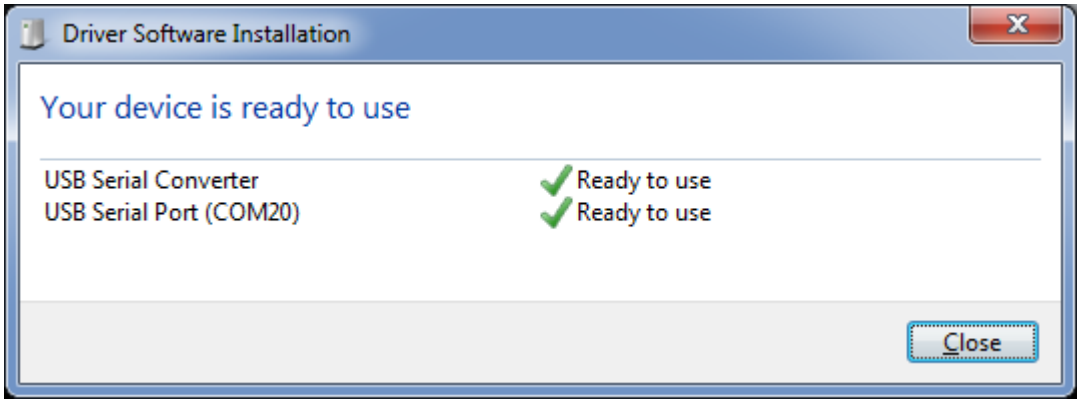 Driver Software Installation
Your device is ready to use
USB Serial Converter Ready to use
USB Serial Port (COM20) Ready to use
Close